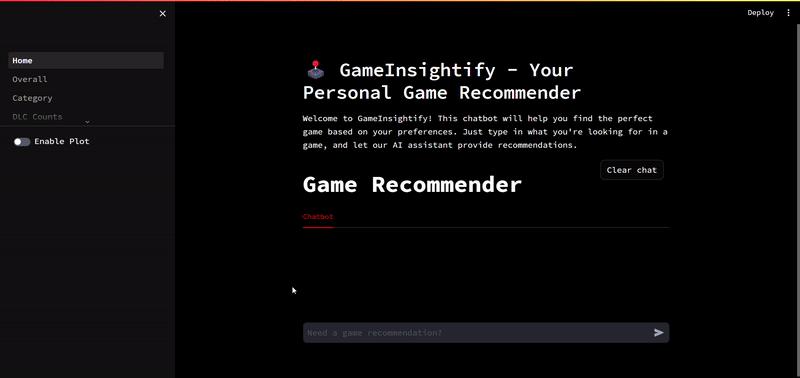 Deploy
Home
Overall
Category
DLC Counts
Enable Plot
GameInsightify - Your
Personal Game Recommender
Welcome to GameInsightify! This chatbot will help you find the perfect
game based on your preferences. Just type in what you're looking for in a
game, and let our AI assistant provide recommendations.
Clear chat
Game Recommender
Chatbot
Need a game recommendation?